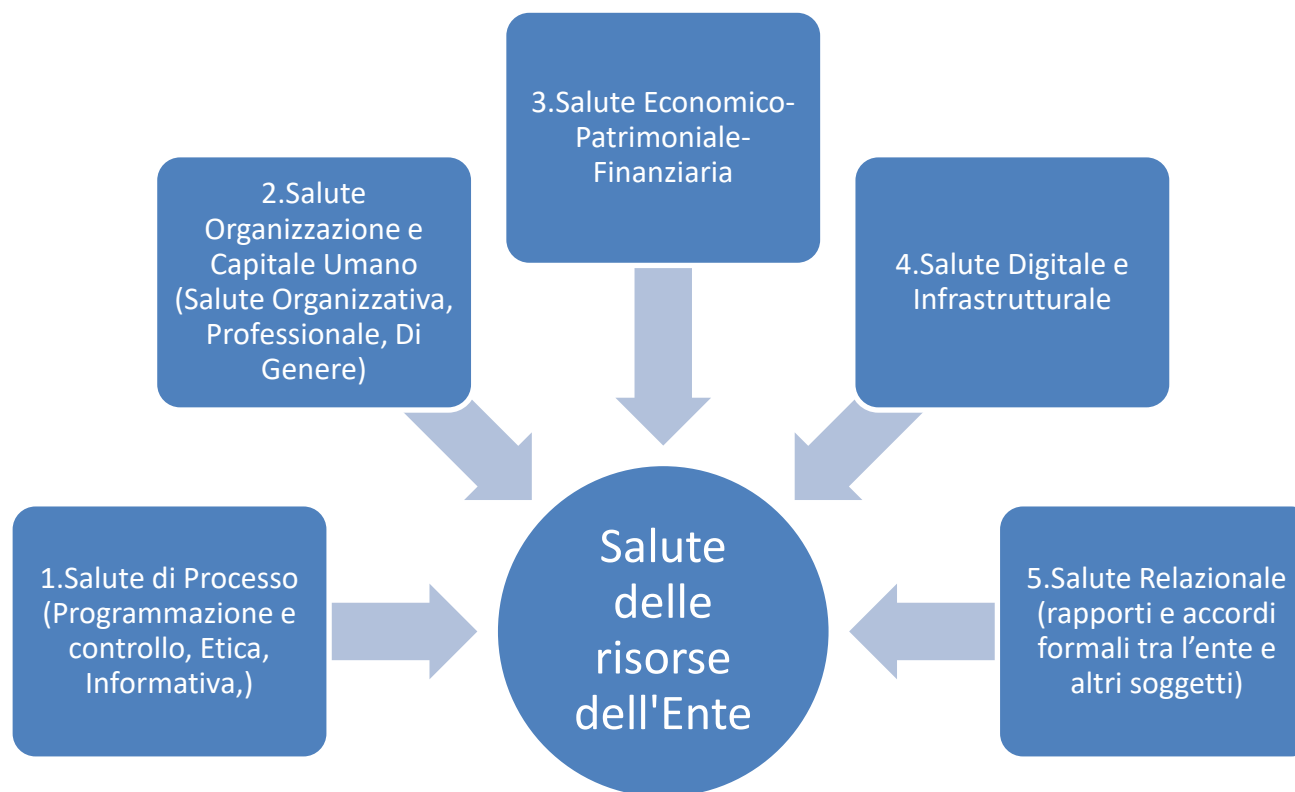 1.Salute di Processo
(Programmazione e
controllo, Etica,
Informativa,)
2.Salute
Organizzazione e
Capitale Umano
(Salute Organizzativa,
Professionale, Di
Genere)
3.Salute Economico-
Patrimoniale-
Finanziaria
4.Salute Digitale e
Infrastrutturale
5.Salute Relazionale
(rapporti e accordi
formali tra l’ente e
altri soggetti)
Salute
delle
risorse
dell'Ente